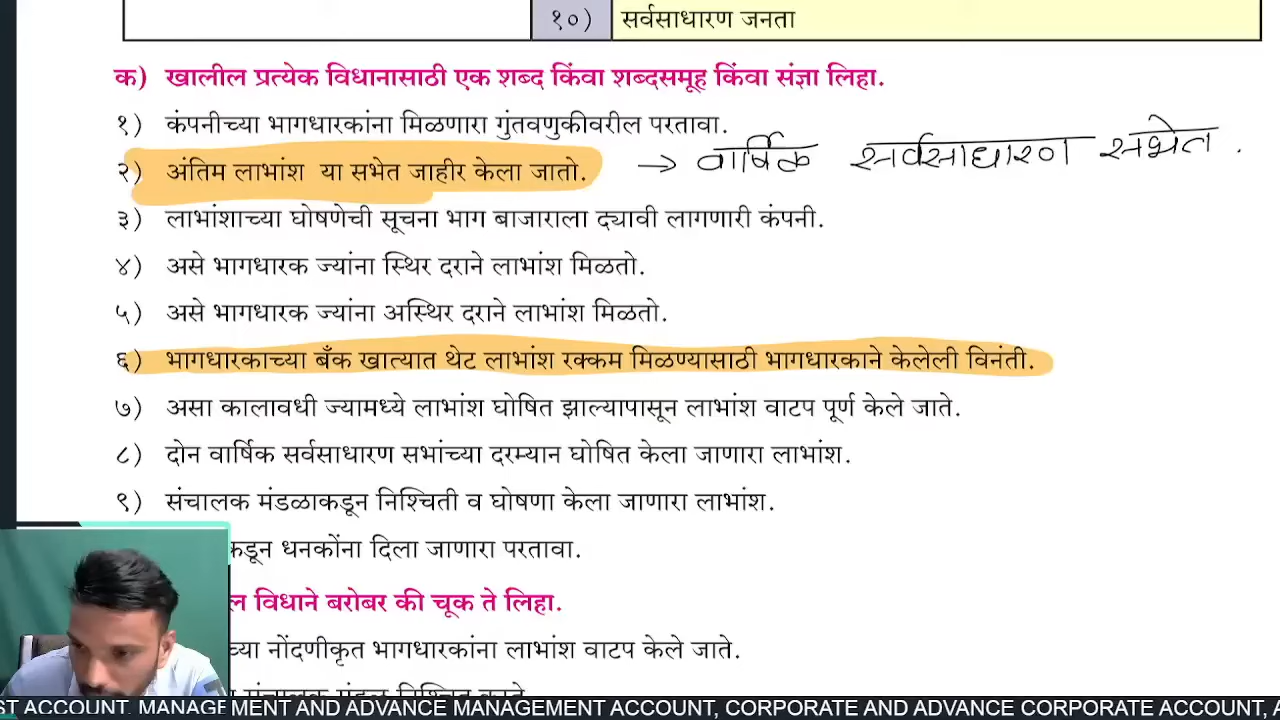 १०) सर्वसाधारण जनता
क) खालील प्रत्येक विधानासाठी एक शब्द किंवा शब्दसमूह किंवा संज्ञा लिहा.
१) कंपनीच्या भागधारकांना मिळणारा गुंतवणुकीवरील परतावा.
२) अंतिम लाभांश या सभेत जाहीर केला जातो. → वार्षिक सर्वसाधारण सभेत .
३) लाभांशाच्या घोषणेची सूचना भाग बाजाराला द्यावी लागणारी कंपनी.
४) असे भागधारक ज्यांना स्थिर दराने लाभांश मिळतो.
५) असे भागधारक ज्यांना अस्थिर दराने लाभांश मिळतो.
६) भागधारकाच्या बँक खात्यात थेट लाभांश रक्कम मिळण्यासाठी भागधारकाने केलेली विनंती.
७) असा कालावधी ज्यामध्ये लाभांश घोषित झाल्यापासून लाभांश वाटप पूर्ण केले जाते.
८) दोन वार्षिक सर्वसाधारण सभांच्या दरम्यान घोषित केला जाणारा लाभांश.
९) संचालक मंडळाकडून निश्चिती व घोषणा केला जाणारा लाभांश.
कडून धनकोंना दिला जाणारा परतावा.
ल विधाने बरोबर की चूक ते लिहा.
च्या नोंदणीकृत भागधारकांना लाभांश वाटप केले जाते.
ST ACCOUNT, MANAGEMENT AND ADVANCE MANAGEMENT ACCOUNT, CORPORATE AND ADVANCE CORPORATE ACCOUNT, A